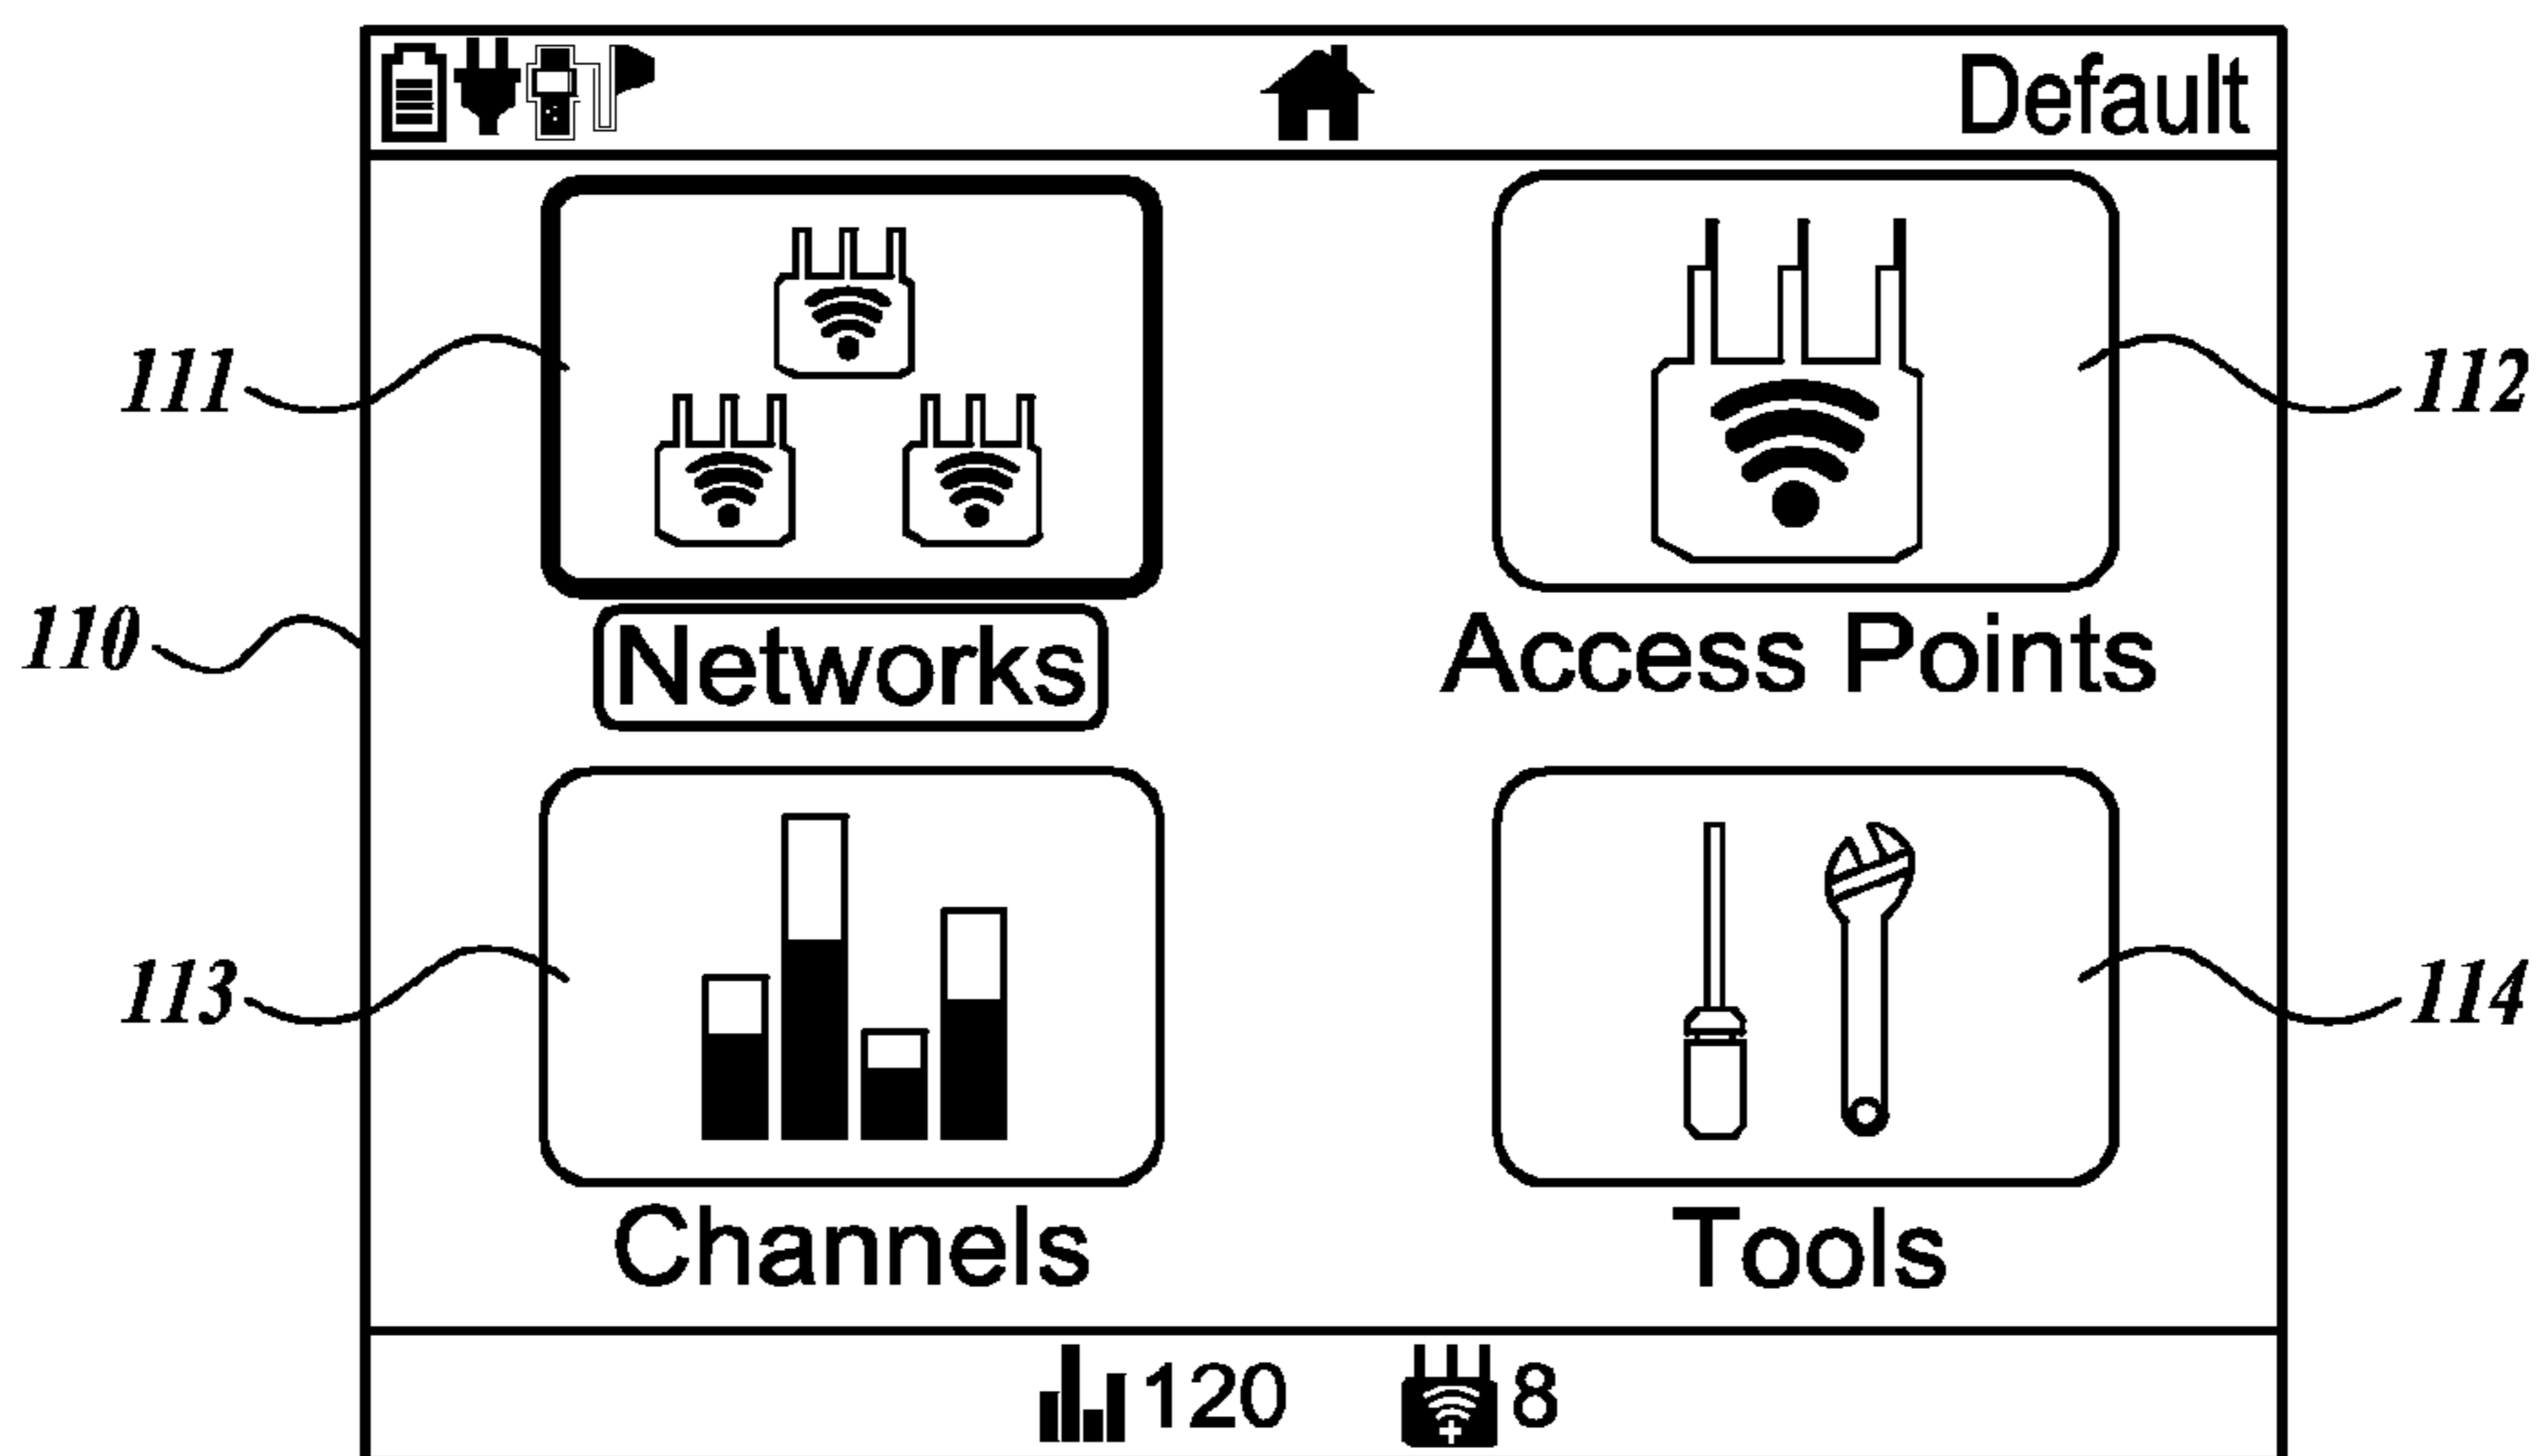 Default
111
112
110
Networks
Access Points
113
114
Channels
Tools
120 8